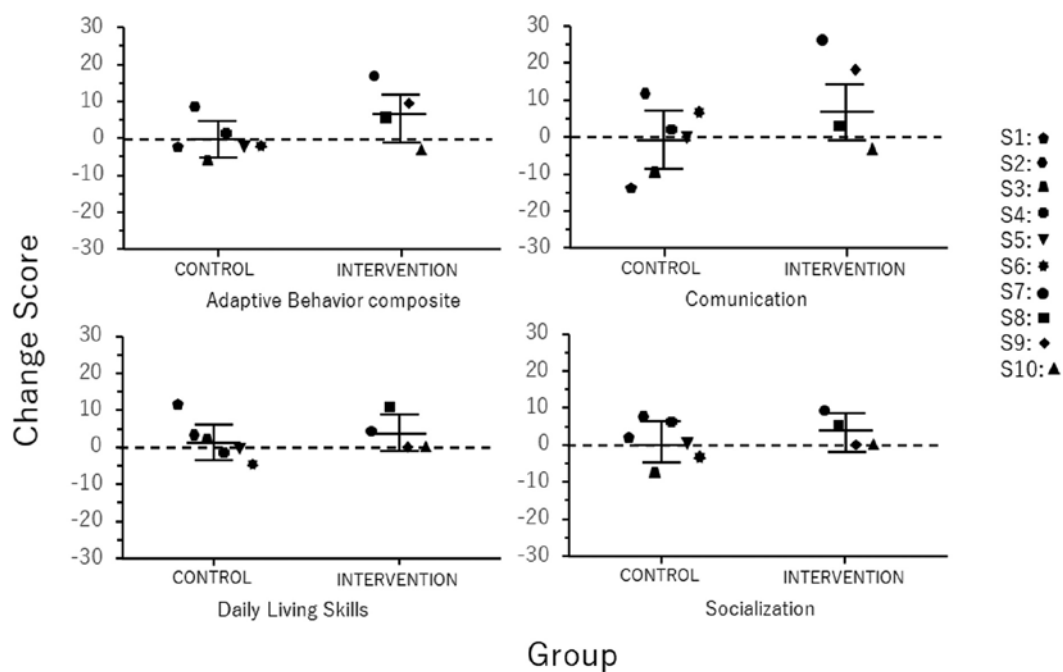 Change Score
30
20
10
0
-10
-20
-30
CONTROL INTERVENTION
Adaptive Behavior composite
30
20
10
0
-10
-20
-30
CONTROL INTERVENTION
Comunication
30
20
10
0
-10
-20
-30
CONTROL INTERVENTION
Daily Living Skills
30
20
10
0
-10
-20
-30
CONTROL INTERVENTION
Socialization
Group
S1:
S2:
S3:
S4:
S5:
S6:
S7:
S8:
S9:
S10: